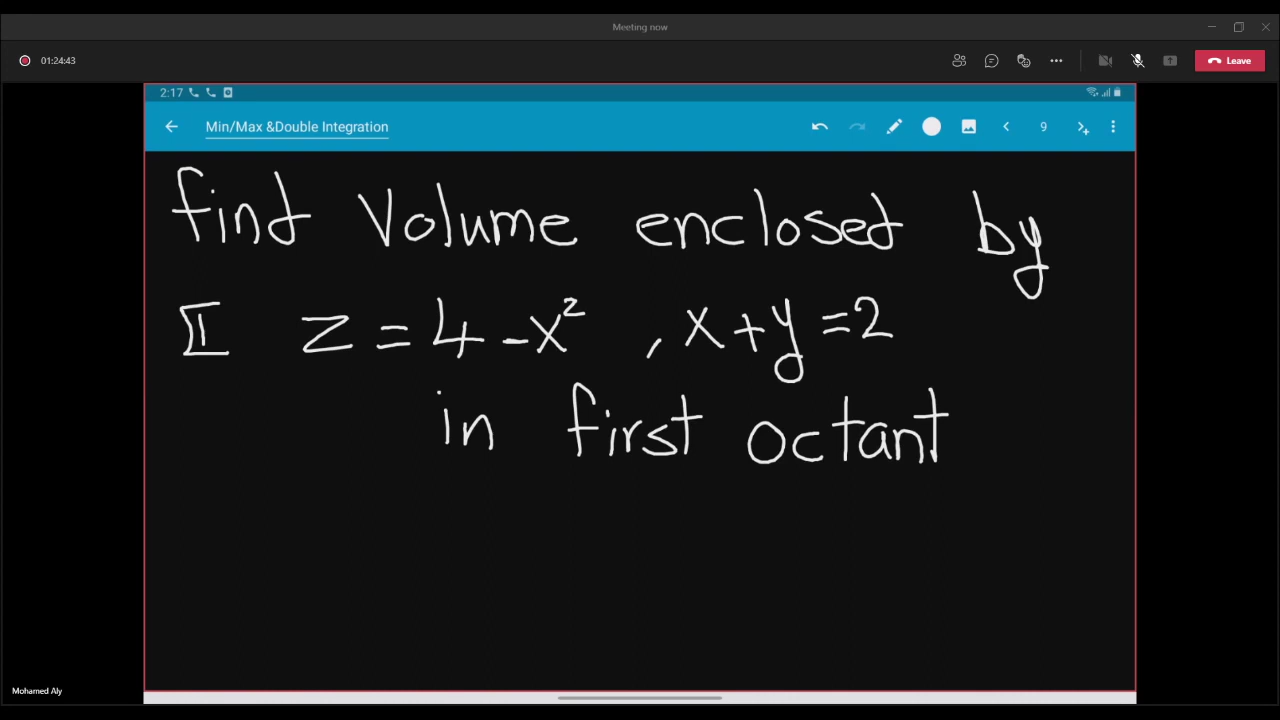 Meeting now
01:24:43
Leave
2:17
Min/Max &Double Integration
9
find Volume enclosed by
I z = 4 - x² , x + y = 2
in first octant
Mohamed Aly